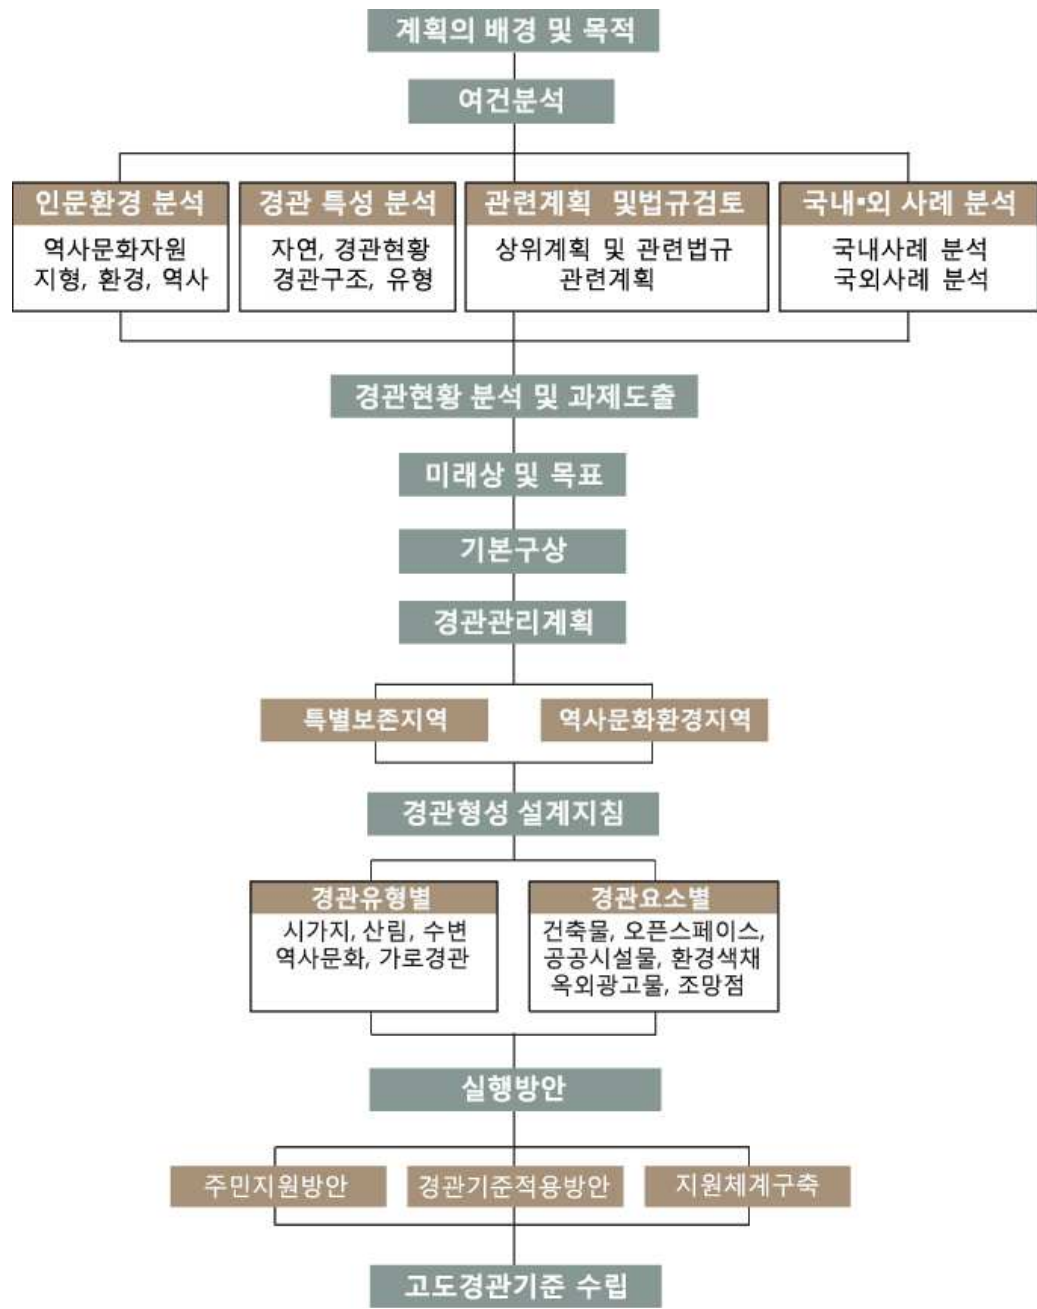 계획의 배경 및 목적
여건분석
인문환경 분석
역사문화자원
지형, 환경, 역사
경관 특성 분석
자연, 경관현황
경관구조, 유형
관련계획 및법규검토
상위계획 및 관련법규
관련계획
국내▪외 사례 분석
국내사례 분석
국외사례 분석
경관현황 분석 및 과제도출
미래상 및 목표
기본구상
경관관리계획
특별보존지역
역사문화환경지역
경관형성 설계지침
경관유형별
시가지, 산림, 수변
역사문화, 가로경관
경관요소별
건축물, 오픈스페이스,
공공시설물, 환경색채
옥외광고물, 조망점
실행방안
주민지원방안
경관기준적용방안
지원체계구축
고도경관기준 수립